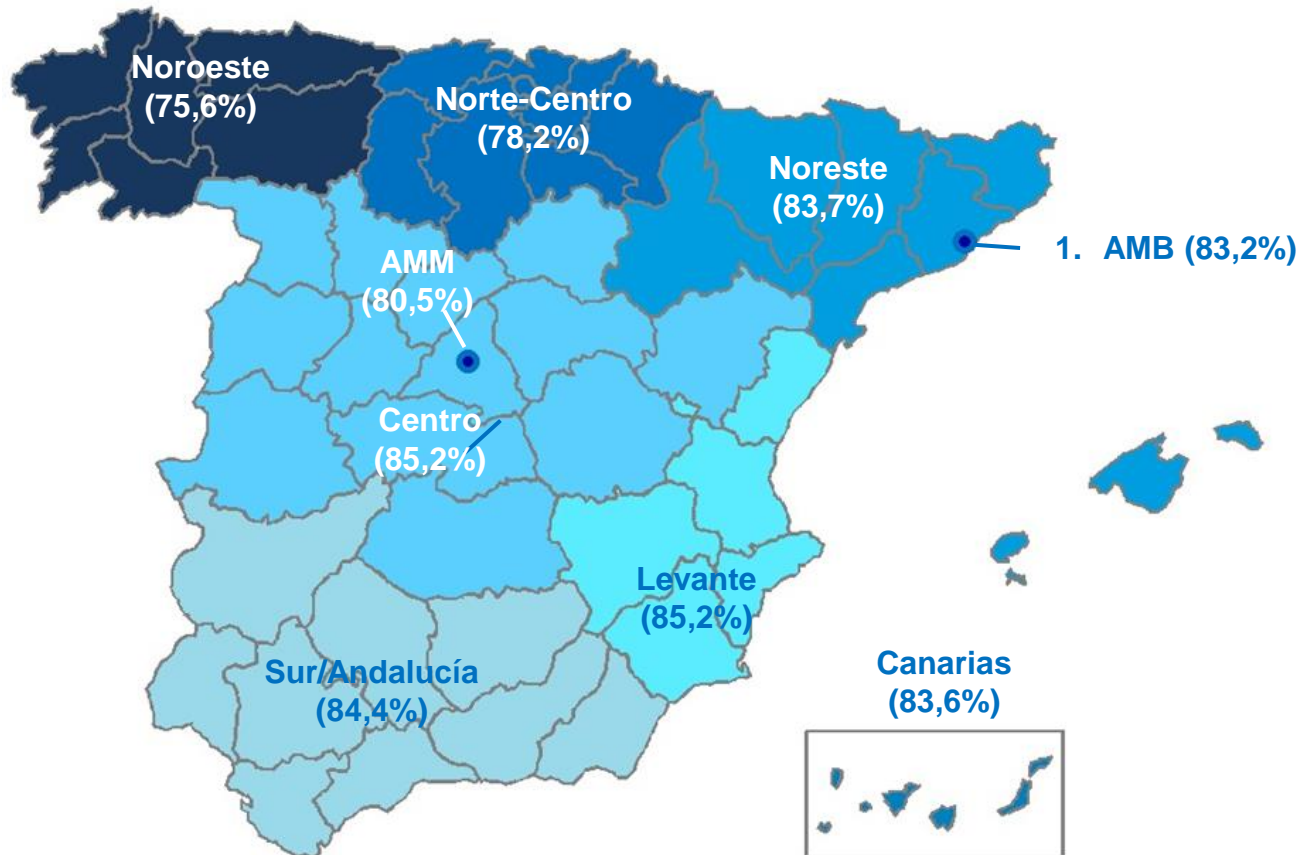 Noroeste
(75,6%)
Norte-Centro
(78,2%)
Noreste
(83,7%)
1. AMB (83,2%)
AMM
(80,5%)
Centro
(85,2%)
Levante
(85,2%)
Sur/Andalucía
(84,4%)
Canarias
(83,6%)